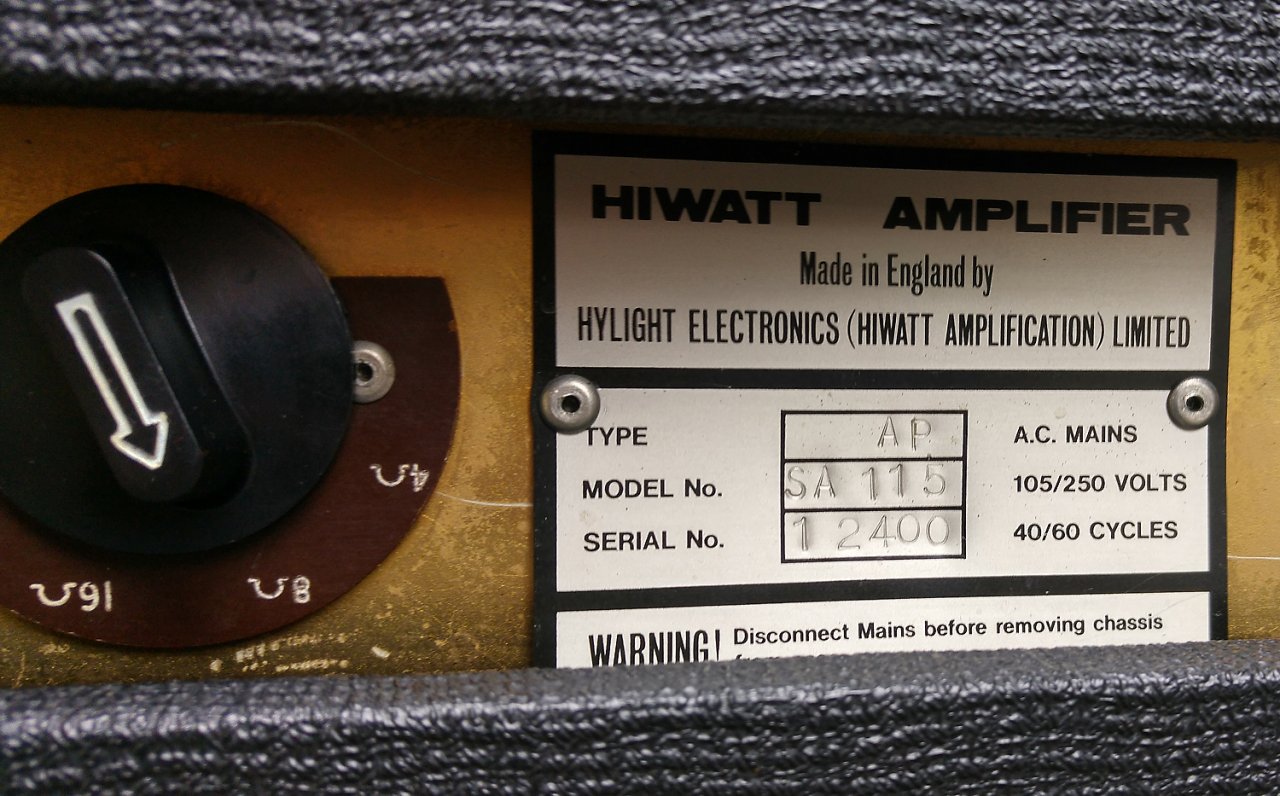 HIWATT AMPLIFIER
Made in England by
HYLIGHT ELECTRONICS (HIWATT AMPLIFICATION) LIMITED
TYPE AP A.C. MAINS
MODEL No. SA 115 105/250 VOLTS
SERIAL No. 12400 40/60 CYCLES
WARNING! Disconnect Mains before removing chassis
4Ω
8Ω
16Ω